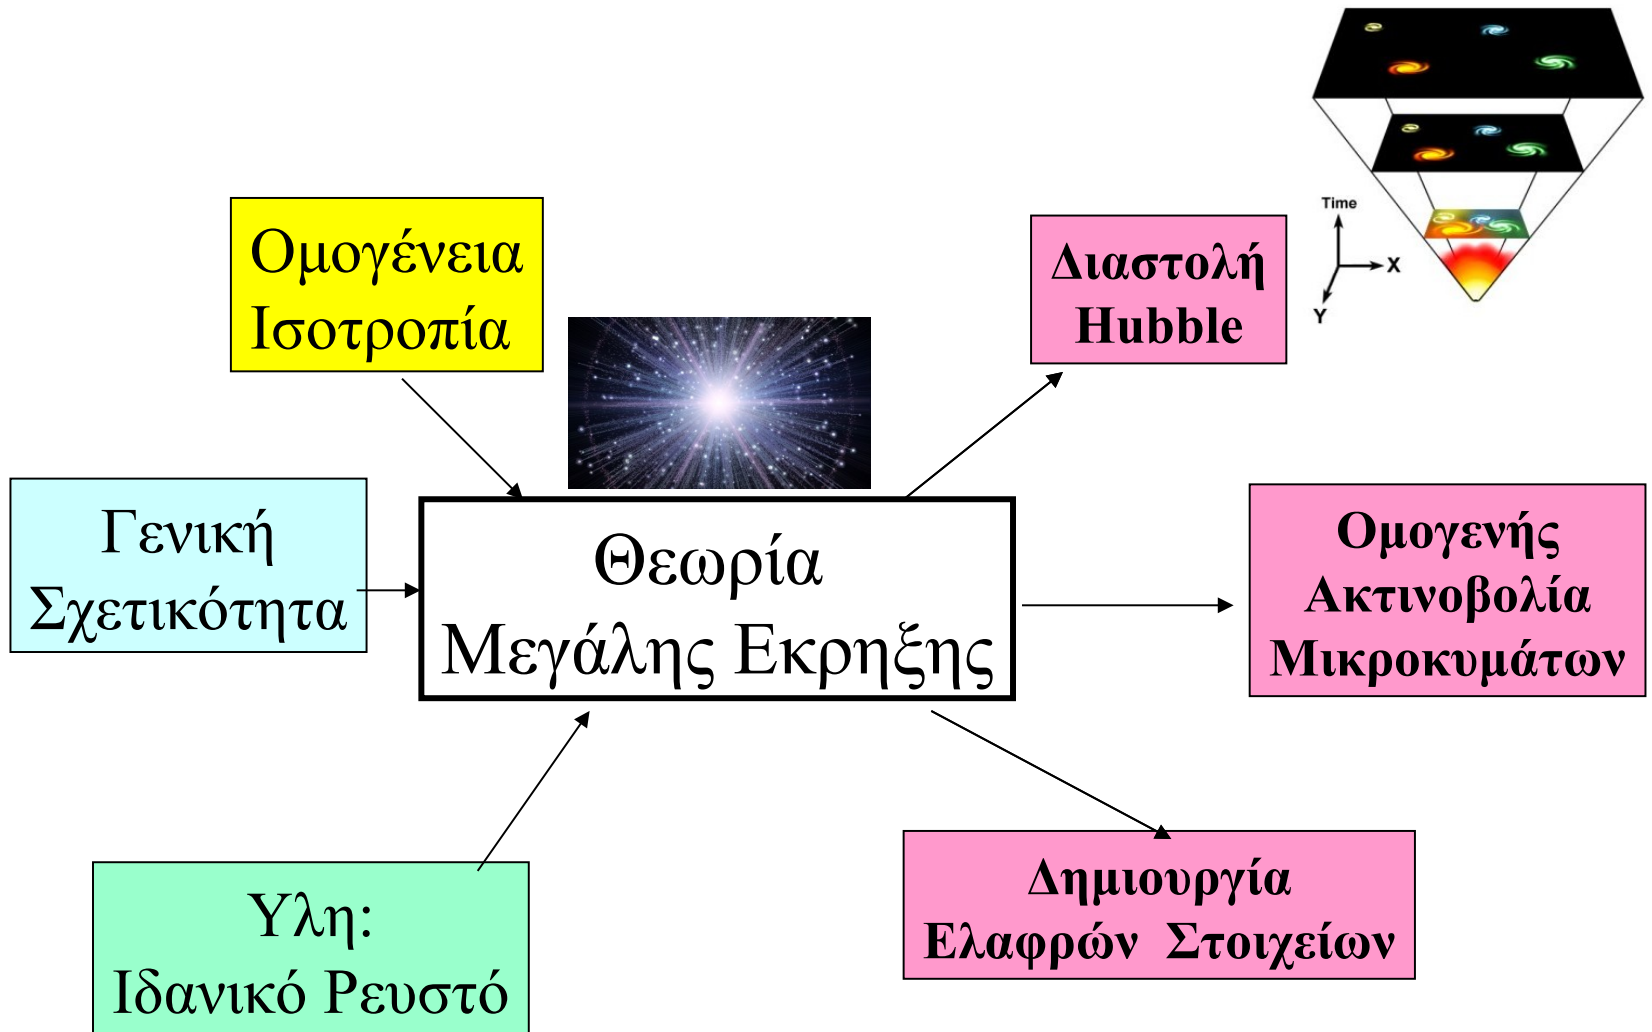 Ομογένεια
Ισοτροπία
Γενική
Σχετικότητα
Υλη:
Ιδανικό Ρευστό
Θεωρία
Μεγάλης Εκρηξης
Διαστολή
Hubble
Ομογενής
Ακτινοβολία
Μικροκυμάτων
Δημιουργία
Ελαφρών Στοιχείων
Time
X
Y